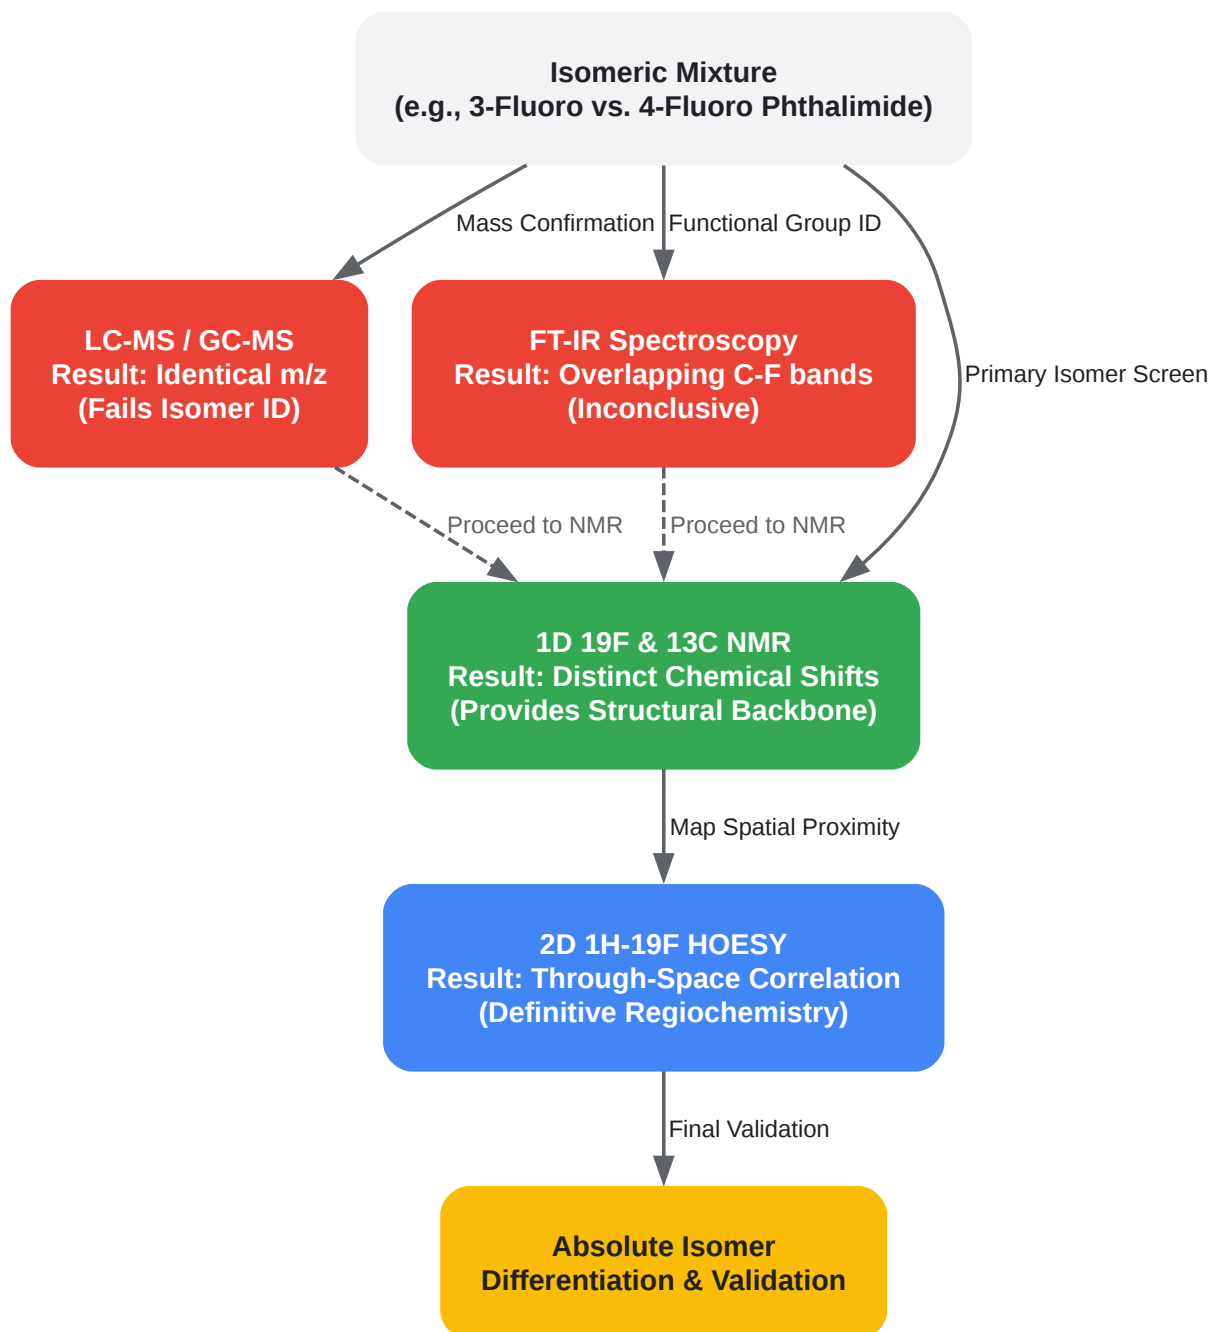 Isomeric Mixture
(e.g., 3-Fluoro vs. 4-Fluoro Phthalimide)
Mass Confirmation
Functional Group ID
Primary Isomer Screen
LC-MS / GC-MS
Result: Identical m/z
(Fails Isomer ID)
FT-IR Spectroscopy
Result: Overlapping C-F bands
(Inconclusive)
Proceed to NMR
Proceed to NMR
1D 19F & 13C NMR
Result: Distinct Chemical Shifts
(Provides Structural Backbone)
Map Spatial Proximity
2D 1H-19F HOESY
Result: Through-Space Correlation
(Definitive Regiochemistry)
Final Validation
Absolute Isomer
Differentiation & Validation